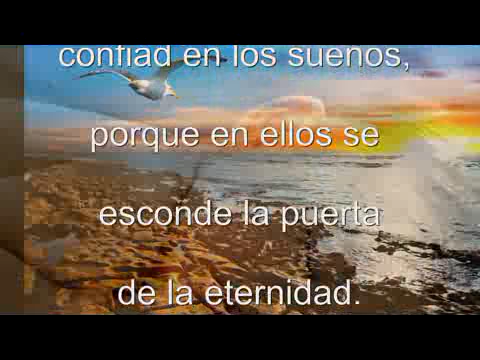 confiad en los sueños,
porque en ellos se
esconde la puerta
de la eternidad.